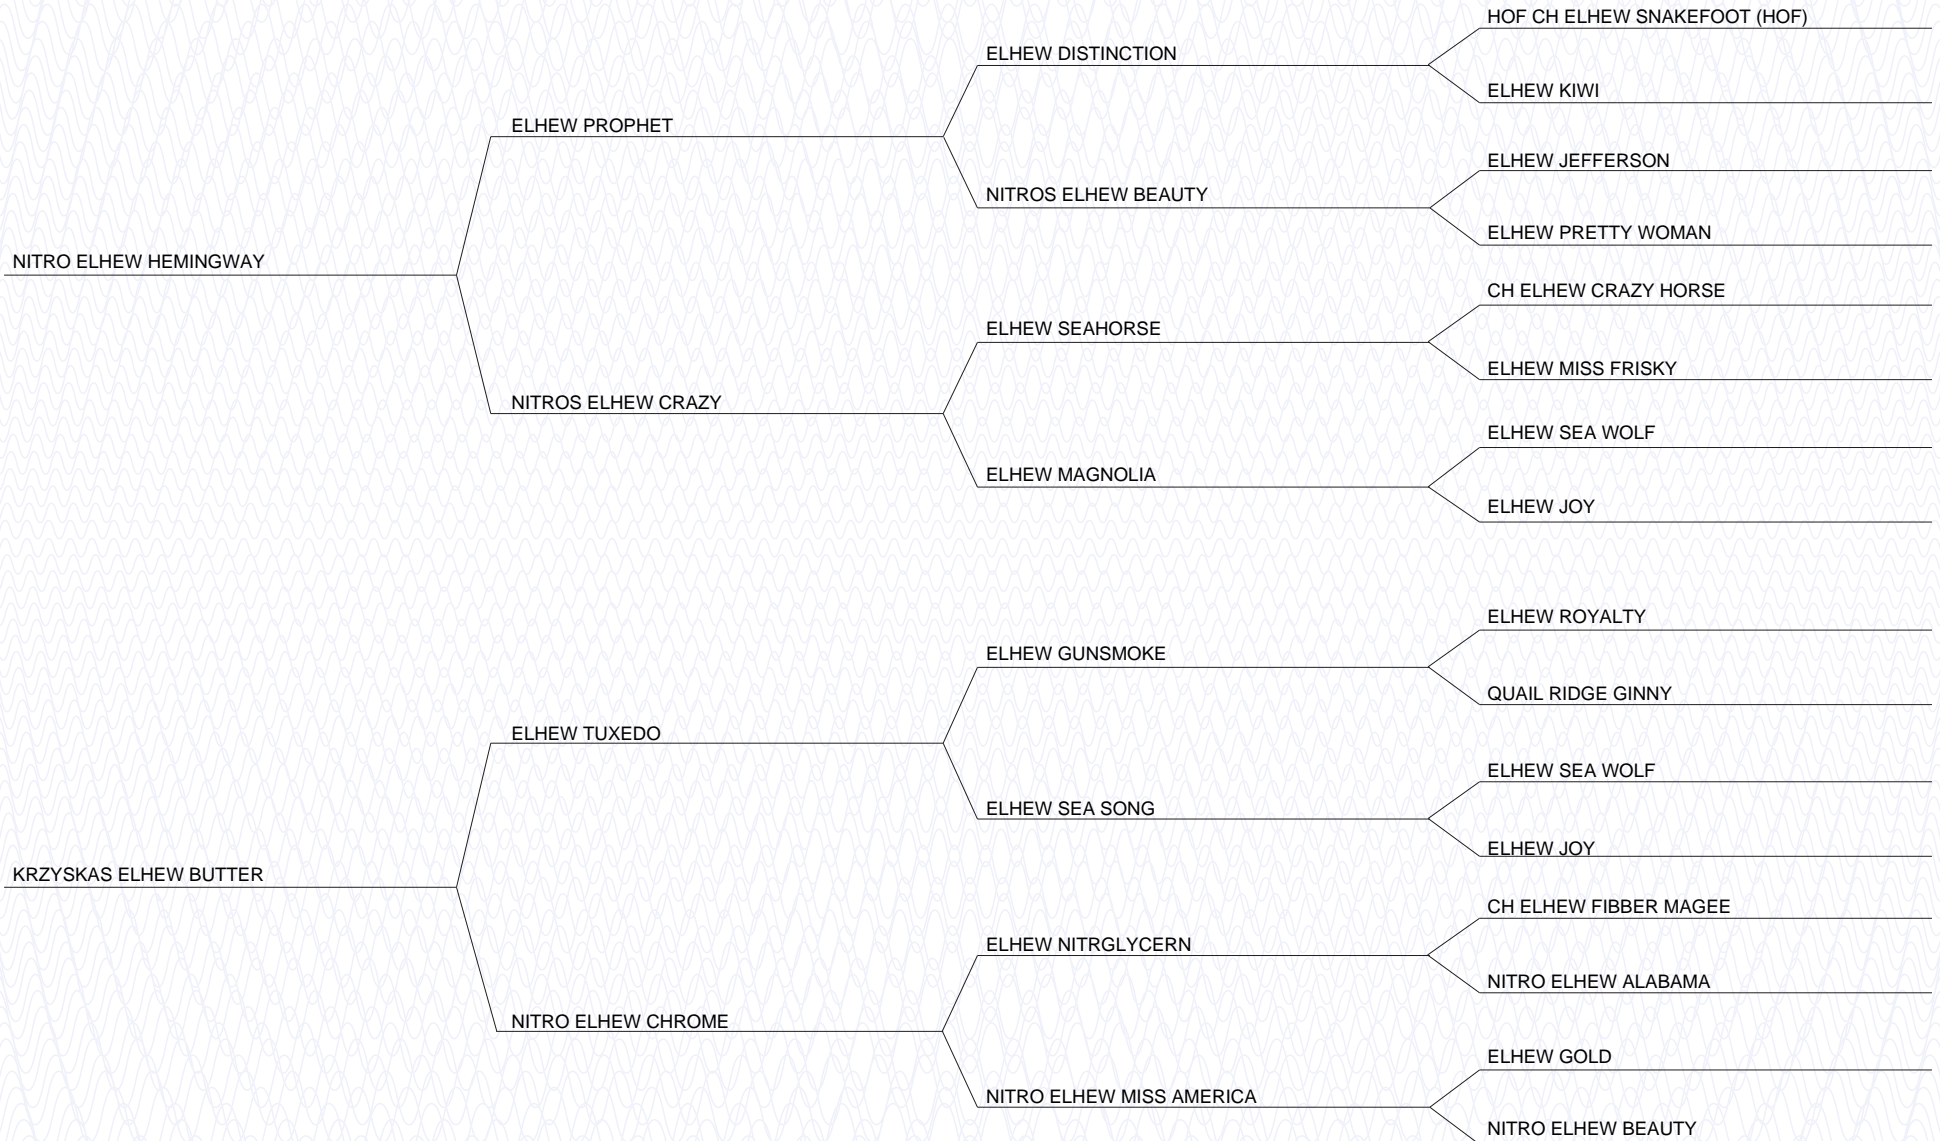 HOF CH ELHEW SNAKEFOOT (HOF)
ELHEW DISTINCTION
ELHEW KIWI
ELHEW PROPHET
ELHEW JEFFERSON
NITROS ELHEW BEAUTY
ELHEW PRETTY WOMAN
NITRO ELHEW HEMINGWAY
CH ELHEW CRAZY HORSE
ELHEW SEAHORSE
ELHEW MISS FRISKY
NITROS ELHEW CRAZY
ELHEW SEA WOLF
ELHEW MAGNOLIA
ELHEW JOY
ELHEW ROYALTY
ELHEW GUNSMOKE
QUAIL RIDGE GINNY
ELHEW TUXEDO
ELHEW SEA WOLF
ELHEW SEA SONG
ELHEW JOY
KRZYSKAS ELHEW BUTTER
CH ELHEW FIBBER MAGEE
ELHEW NITRGLYCERN
NITRO ELHEW ALABAMA
NITRO ELHEW CHROME
ELHEW GOLD
NITRO ELHEW MISS AMERICA
NITRO ELHEW BEAUTY